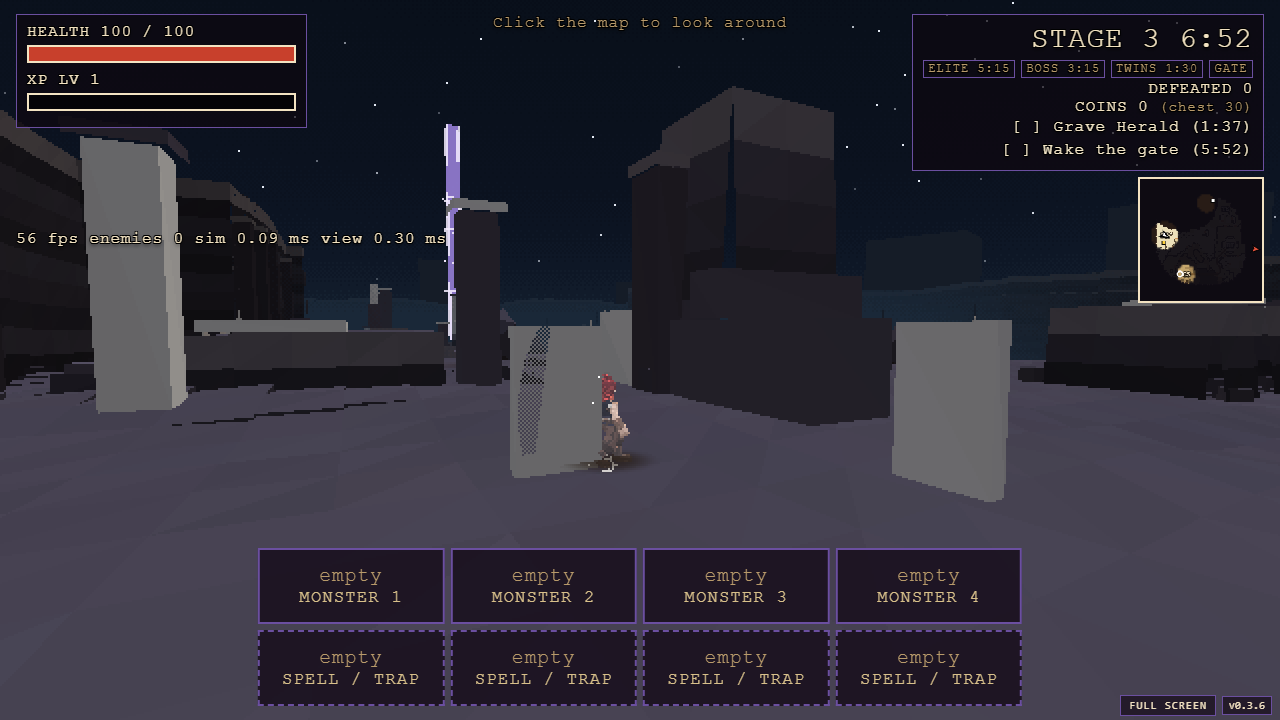 HEALTH 100 / 100
XP LV 1
Click the map to look around
STAGE 3 6:52
ELITE 5:15 BOSS 3:15 TWINS 1:30 GATE
DEFEATED 0
COINS 0 (chest 30)
[ ] Grave Herald (1:37)
[ ] Wake the gate (5:52)
56 fps enemies 0 sim 0.09 ms view 0.30 ms
empty empty empty empty
MONSTER 1 MONSTER 2 MONSTER 3 MONSTER 4
empty empty empty empty
SPELL / TRAP SPELL / TRAP SPELL / TRAP SPELL / TRAP
FULL SCREEN v0.3.6